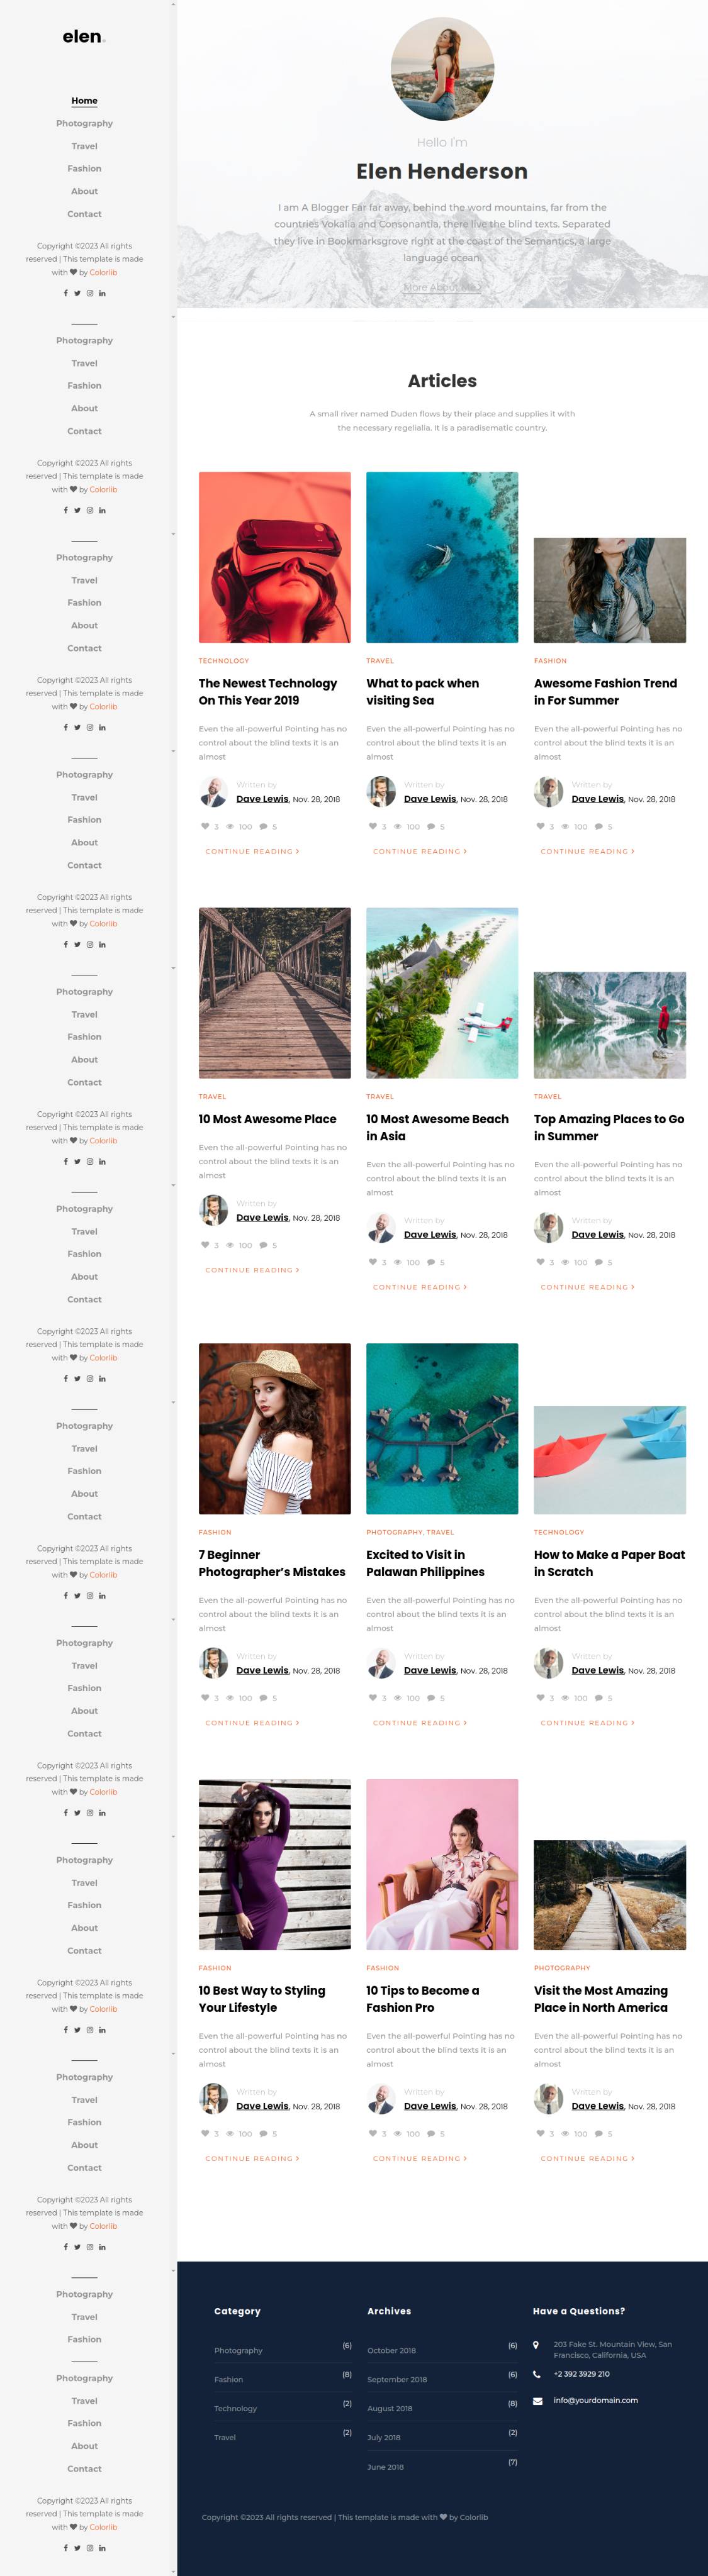 elen.
Home
Photography
Travel
Fashion
About
Contact
Copyright ©2023 All rights
reserved | This template is made
with ❤ by Colorlib
Photography
Travel
Fashion
About
Contact
Copyright ©2023 All rights
reserved | This template is made
with ❤ by Colorlib
Photography
Travel
Fashion
About
Contact
Copyright ©2023 All rights
reserved | This template is made
with ❤ by Colorlib
Photography
Travel
Fashion
About
Contact
Copyright ©2023 All rights
reserved | This template is made
with ❤ by Colorlib
Photography
Travel
Fashion
About
Contact
Copyright ©2023 All rights
reserved | This template is made
with ❤ by Colorlib
Photography
Travel
Fashion
About
Contact
Copyright ©2023 All rights
reserved | This template is made
with ❤ by Colorlib
Photography
Travel
Fashion
About
Contact
Copyright ©2023 All rights
reserved | This template is made
with ❤ by Colorlib
Photography
Travel
Fashion
About
Contact
Copyright ©2023 All rights
reserved | This template is made
with ❤ by Colorlib
Photography
Travel
Fashion
About
Contact
Copyright ©2023 All rights
reserved | This template is made
with ❤ by Colorlib
Photography
Travel
Fashion
About
Contact
Copyright ©2023 All rights
reserved | This template is made
with ❤ by Colorlib
Photography
Travel
Fashion
Photography
Travel
Fashion
About
Contact
Copyright ©2023 All rights
reserved | This template is made
with ❤ by Colorlib
Hello I'm
Elen Henderson
I am A Blogger Far far away, behind the word mountains, far from the
countries Vokalia and Consonantia, there live the blind texts. Separated
they live in Bookmarksgrove right at the coast of the Semantics, a large
language ocean.
More About Me >
Articles
A small river named Duden flows by their place and supplies it with
the necessary regelialia. It is a paradisematic country.
TECHNOLOGY
The Newest Technology
On This Year 2019
Even the all-powerful Pointing has no
control about the blind texts it is an
almost
Written by
Dave Lewis, Nov. 28, 2018
3 100 5
CONTINUE READING >
TRAVEL
What to pack when
visiting Sea
Even the all-powerful Pointing has no
control about the blind texts it is an
almost
Written by
Dave Lewis, Nov. 28, 2018
3 100 5
CONTINUE READING >
FASHION
Awesome Fashion Trend
in For Summer
Even the all-powerful Pointing has no
control about the blind texts it is an
almost
Written by
Dave Lewis, Nov. 28, 2018
3 100 5
CONTINUE READING >
TRAVEL
10 Most Awesome Place
Even the all-powerful Pointing has no
control about the blind texts it is an
almost
Written by
Dave Lewis, Nov. 28, 2018
3 100 5
CONTINUE READING >
TRAVEL
10 Most Awesome Beach
in Asia
Even the all-powerful Pointing has no
control about the blind texts it is an
almost
Written by
Dave Lewis, Nov. 28, 2018
3 100 5
CONTINUE READING >
TRAVEL
Top Amazing Places to Go
in Summer
Even the all-powerful Pointing has no
control about the blind texts it is an
almost
Written by
Dave Lewis, Nov. 28, 2018
3 100 5
CONTINUE READING >
FASHION
7 Beginner
Photographer's Mistakes
Even the all-powerful Pointing has no
control about the blind texts it is an
almost
Written by
Dave Lewis, Nov. 28, 2018
3 100 5
CONTINUE READING >
PHOTOGRAPHY, TRAVEL
Excited to Visit in
Palawan Philippines
Even the all-powerful Pointing has no
control about the blind texts it is an
almost
Written by
Dave Lewis, Nov. 28, 2018
3 100 5
CONTINUE READING >
TECHNOLOGY
How to Make a Paper Boat
in Scratch
Even the all-powerful Pointing has no
control about the blind texts it is an
almost
Written by
Dave Lewis, Nov. 28, 2018
3 100 5
CONTINUE READING >
FASHION
10 Best Way to Styling
Your Lifestyle
Even the all-powerful Pointing has no
control about the blind texts it is an
almost
Written by
Dave Lewis, Nov. 28, 2018
3 100 5
CONTINUE READING >
FASHION
10 Tips to Become a
Fashion Pro
Even the all-powerful Pointing has no
control about the blind texts it is an
almost
Written by
Dave Lewis, Nov. 28, 2018
3 100 5
CONTINUE READING >
PHOTOGRAPHY
Visit the Most Amazing
Place in North America
Even the all-powerful Pointing has no
control about the blind texts it is an
almost
Written by
Dave Lewis, Nov. 28, 2018
3 100 5
CONTINUE READING >
Category
Photography (6)
Fashion (8)
Technology (2)
Travel (2)
Archives
October 2018 (6)
September 2018 (6)
August 2018 (8)
July 2018 (2)
June 2018 (7)
Have a Questions?
203 Fake St. Mountain View, San
Francisco, California, USA
+2 392 3929 210
info@yourdomain.com
Copyright ©2023 All rights reserved | This template is made with ❤ by Colorlib